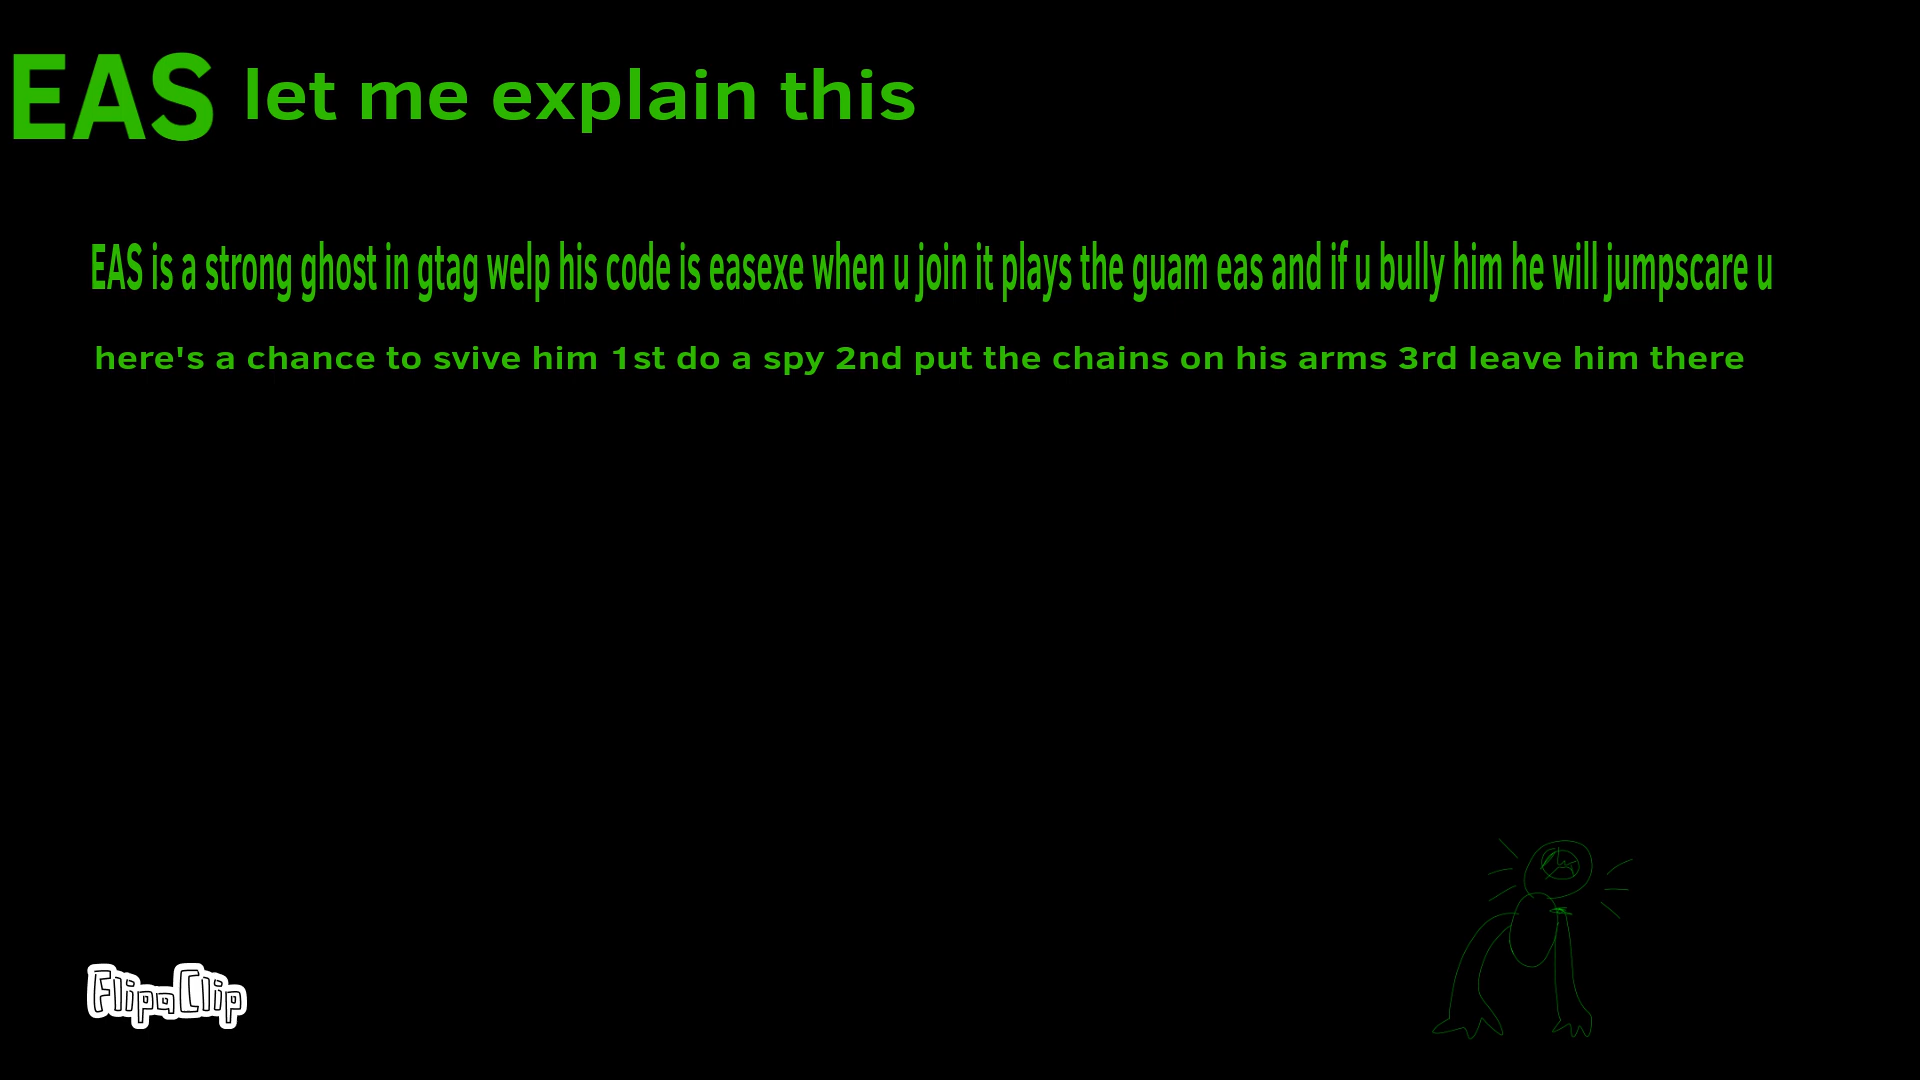 EAS let me explain this
EAS is a strong ghost in gtag welp his code is easexe when u join it plays the guam eas and if u bully him he will jumpscare u
here's a chance to svive him 1st do a spy 2nd put the chains on his arms 3rd leave him there
FlipaClip